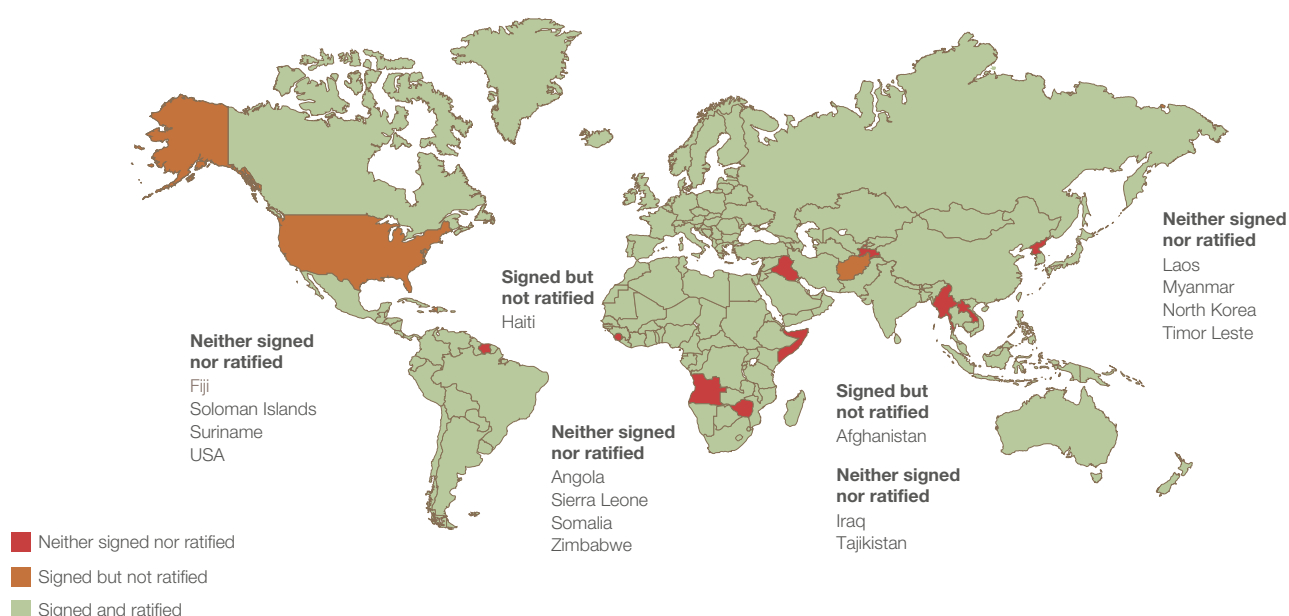 Neither signed
nor ratified
Fiji
Soloman Islands
Suriname
USA
Signed but
not ratified
Haiti
Neither signed
nor ratified
Angola
Sierra Leone
Somalia
Zimbabwe
Signed but
not ratified
Afghanistan
Neither signed
nor ratified
Iraq
Tajikistan
Neither signed
nor ratified
Laos
Myanmar
North Korea
Timor Leste
Neither signed nor ratified
Signed but not ratified
Signed and ratified